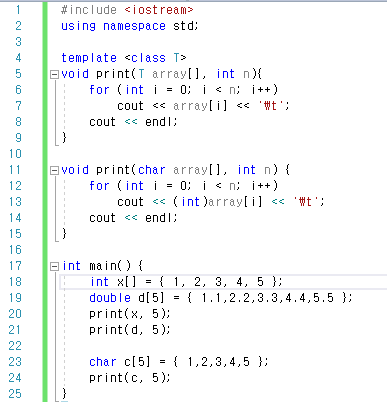 1 #include <iostream>
2 using namespace std;
3
4 template <class T>
5 void print(T array[], int n){
6     for (int i = 0; i < n; i++)
7         cout << array[i] << '₩t';
8     cout << endl;
9 }
10
11 void print(char array[], int n) {
12     for (int i = 0; i < n; i++)
13         cout << (int)array[i] << '₩t';
14     cout << endl;
15 }
16
17 int main() {
18     int x[] = { 1, 2, 3, 4, 5 };
19     double d[5] = { 1.1,2.2,3.3,4.4,5.5 };
20     print(x, 5);
21     print(d, 5);
22
23     char c[5] = { 1,2,3,4,5 };
24     print(c, 5);
25 }